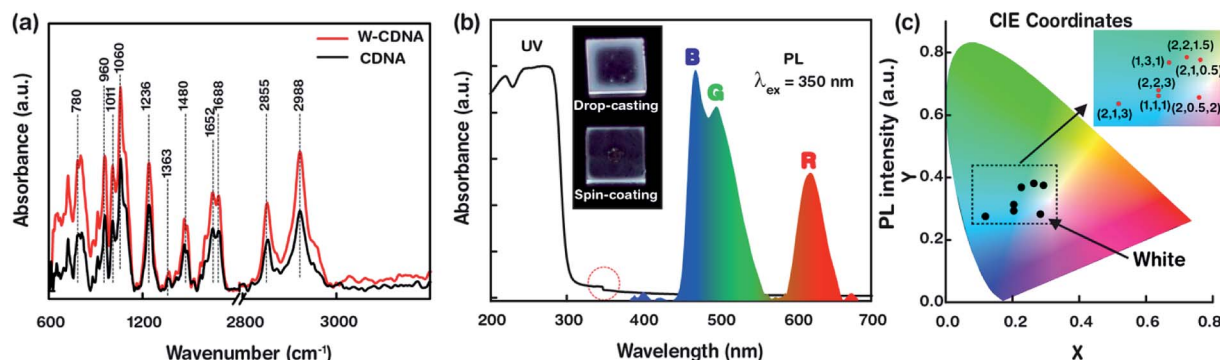 (a)
W-CDNA
CDNA
780
960
1011
1060
1236
1363
1480
1652
1688
2855
2988
Absorbance (a.u.)
600
1200
2800
3000
Wavenumber (cm⁻¹)
(b)
UV
Drop-casting
Spin-coating
B
G
R
PL
λex = 350 nm
Absorbance (a.u.)
PL intensity (a.u.)
200
300
400
500
600
700
Wavelength (nm)
(c)
CIE Coordinates
(2,2,1.5)
(1,3,1)
(2,1,0.5)
(2,2,3)
(1,1,1)
(2,1,3)
(2,0.5,2)
White
Y
0.8
0.6
0.4
0.2
0.0
0.0
0.2
0.4
0.6
0.8
X